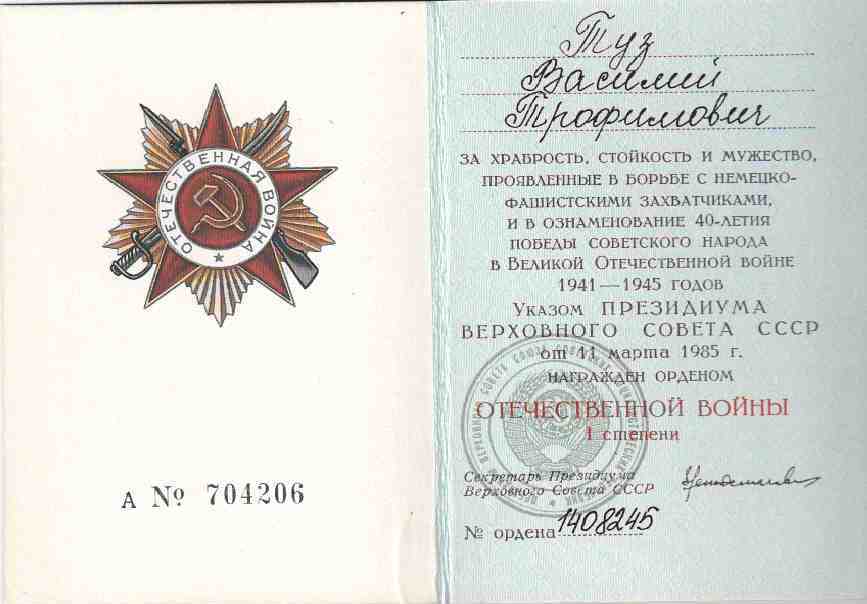 ОТЕЧЕСТВЕННАЯ ВОЙНА
А № 704206
Туз
Василий
Трофимович
ЗА ХРАБРОСТЬ, СТОЙКОСТЬ И МУЖЕСТВО,
ПРОЯВЛЕННЫЕ В БОРЬБЕ С НЕМЕЦКО-
ФАШИСТСКИМИ ЗАХВАТЧИКАМИ,
И В ОЗНАМЕНОВАНИЕ 40-ЛЕТИЯ
ПОБЕДЫ СОВЕТСКОГО НАРОДА
В ВЕЛИКОЙ ОТЕЧЕСТВЕННОЙ ВОЙНЕ
1941—1945 ГОДОВ
УКАЗОМ ПРЕЗИДИУМА
ВЕРХОВНОГО СОВЕТА СССР
от 11 марта 1985 г.
НАГРАЖДЕН ОРДЕНОМ
ОТЕЧЕСТВЕННОЙ ВОЙНЫ
I степени
Секретарь Президиума
Верховного Совета СССР
№ ордена 1408245